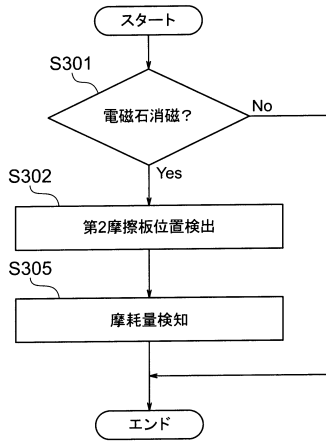 スタート
S301
電磁石消磁？
No
Yes
S302
第2摩擦板位置検出
S305
摩耗量検知
エンド